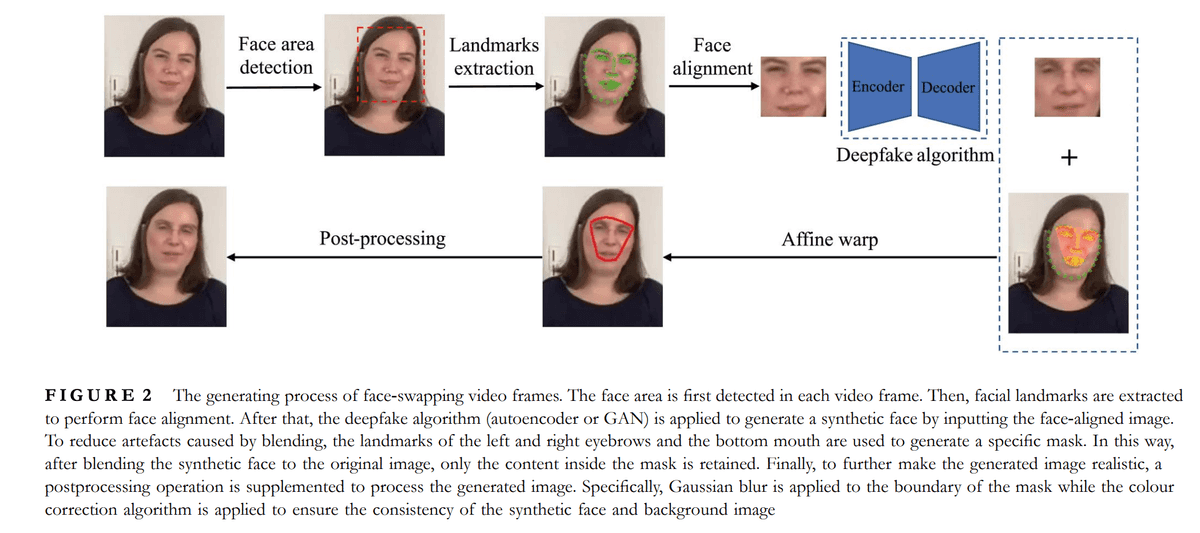 Face area
detection
Landmarks
extraction
Face
alignment
Encoder
Decoder
Deepfake algorithm
+
Post-processing
Affine warp
FIGURE 2 The generating process of face-swapping video frames. The face area is first detected in each video frame. Then, facial landmarks are extracted
to perform face alignment. After that, the deepfake algorithm (autoencoder or GAN) is applied to generate a synthetic face by inputting the face-aligned image.
To reduce artefacts caused by blending, the landmarks of the left and right eyebrows and the bottom mouth are used to generate a specific mask. In this way,
after blending the synthetic face to the original image, only the content inside the mask is retained. Finally, to further make the generated image realistic, a
postprocessing operation is supplemented to process the generated image. Specifically, Gaussian blur is applied to the boundary of the mask while the colour
correction algorithm is applied to ensure the consistency of the synthetic face and background image